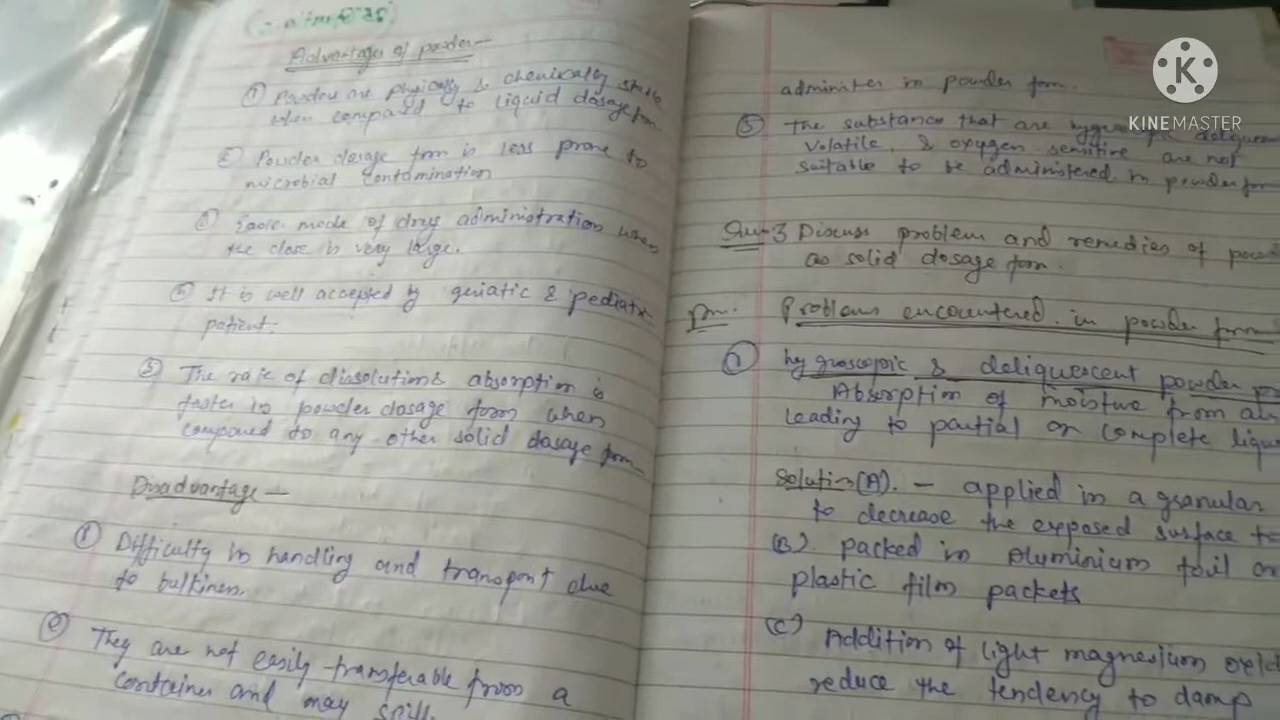 Advantages of powder-
① Powders are physically & chemically stable
when compared to liquid dosage form
② Powder dosage form is less prone to
microbial contamination
Easic mode of drug administration when
the dose is very large.
It is well accepted by geriatic & pediatric
patient.
⑤ The rate of dissolution & absorption is
faster in powder dosage form when
compared to any other solid dosage form
Disadvantage -
① Difficulty in handling and transport due
to bulkiness.
② They are not easily transferable from a
container and may spill.
administer in powder form.
⑤ The substance that are hygroscopic
volatile, & oxygen sensitive are not
suitable to be administered in powder form
Que-3 Discuss problem and remedies of
as solid dosage form.
Problems encountered in powder form
① hygroscopic & deliquescent powder
Absorption of moisture from air
leading to partial or complete
Solution (A). - applied in a granular
to decrease the exposed surface to
(B) packed in aluminium foil or
plastic film packets
(C) Addition of light magnesium
reduce the tendency to damp
KINEMASTER